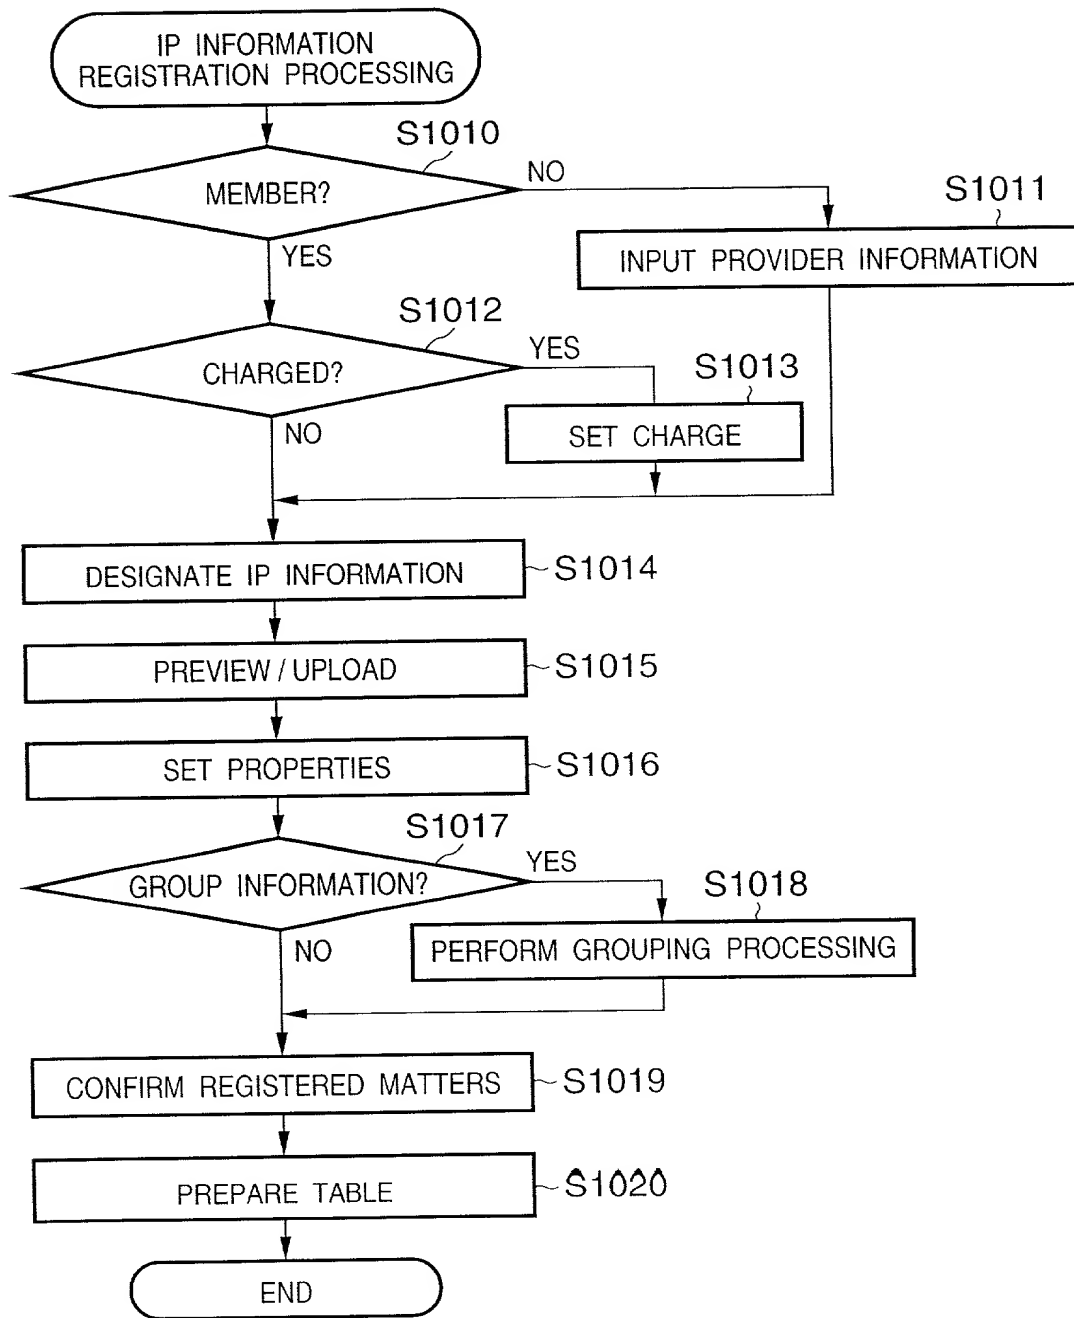 IP INFORMATION
REGISTRATION PROCESSING
S1010
MEMBER?
NO
S1011
INPUT PROVIDER INFORMATION
YES
S1012
CHARGED?
YES
S1013
SET CHARGE
NO
DESIGNATE IP INFORMATION
S1014
PREVIEW / UPLOAD
S1015
SET PROPERTIES
S1016
S1017
GROUP INFORMATION?
YES
S1018
PERFORM GROUPING PROCESSING
NO
CONFIRM REGISTERED MATTERS
S1019
PREPARE TABLE
S1020
END